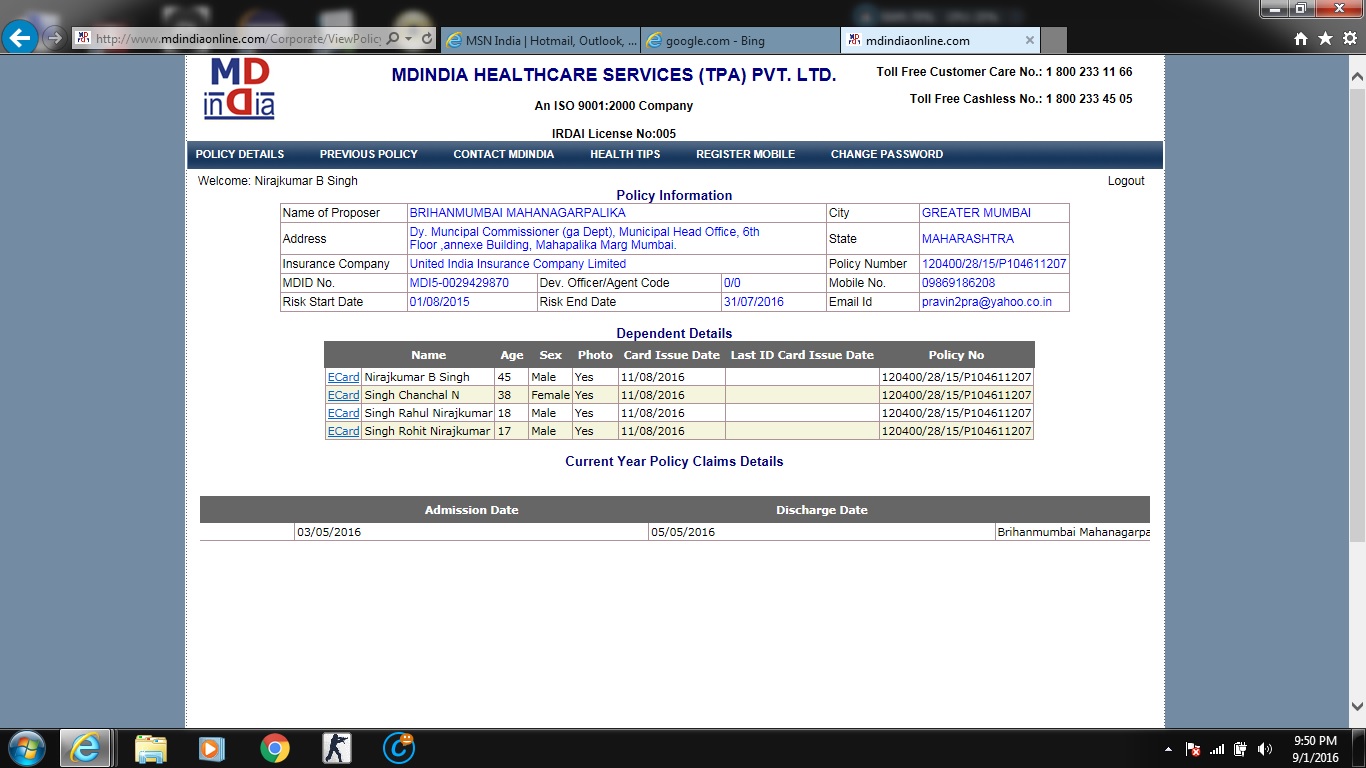 http://www.mdindiaonline.com/Corporate/ViewPolicy
MSN India | Hotmail, Outlook, ...
google.com - Bing
mdindiaonline.com
MD
inDia
MDINDIA HEALTHCARE SERVICES (TPA) PVT. LTD.
An ISO 9001:2000 Company
IRDAI License No:005
Toll Free Customer Care No.: 1 800 233 11 66
Toll Free Cashless No.: 1 800 233 45 05
POLICY DETAILS PREVIOUS POLICY CONTACT MDINDIA HEALTH TIPS REGISTER MOBILE CHANGE PASSWORD
Welcome: Nirajkumar B Singh Logout
Policy Information
Name of Proposer BRIHANMUMBAI MAHANAGARPALIKA City GREATER MUMBAI
Address Dy. Muncipal Commissioner (ga Dept), Municipal Head Office, 6th
Floor ,annexe Building, Mahapalika Marg Mumbai. State MAHARASHTRA
Insurance Company United India Insurance Company Limited Policy Number 120400/28/15/P104611207
MDID No. MDI5-0029429870 Dev. Officer/Agent Code 0/0 Mobile No. 09869186208
Risk Start Date 01/08/2015 Risk End Date 31/07/2016 Email Id pravin2pra@yahoo.co.in
Dependent Details
Name Age Sex Photo Card Issue Date Last ID Card Issue Date Policy No
ECard Nirajkumar B Singh 45 Male Yes 11/08/2016 120400/28/15/P104611207
ECard Singh Chanchal N 38 Female Yes 11/08/2016 120400/28/15/P104611207
ECard Singh Rahul Nirajkumar 18 Male Yes 11/08/2016 120400/28/15/P104611207
ECard Singh Rohit Nirajkumar 17 Male Yes 11/08/2016 120400/28/15/P104611207
Current Year Policy Claims Details
Admission Date Discharge Date
03/05/2016 05/05/2016 Brihanmumbai Mahanagarpa
9:50 PM
9/1/2016